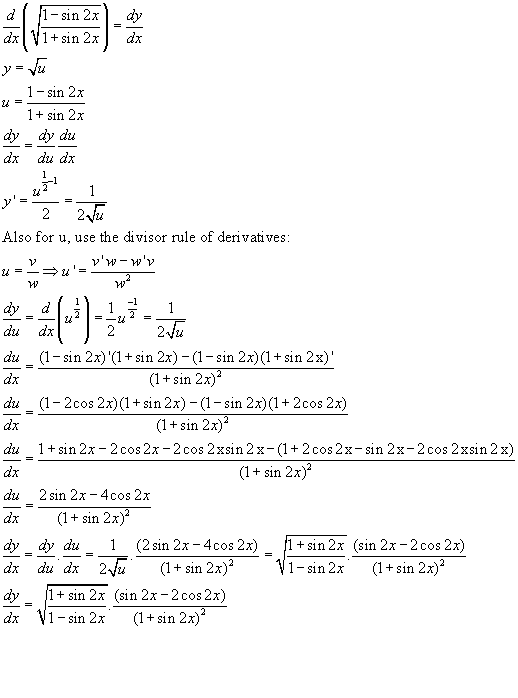 d/dx(√((1−sin 2x)/(1+sin 2x))) = dy/dx
y = √u
u = (1−sin 2x)/(1+sin 2x)
dy/dx = dy/du du/dx
y' = u^(1/2−1)/2 = 1/(2√u)
Also for u, use the divisor rule of derivatives:
u = v/w ⇒ u' = (v'w−w'v)/w²
dy/du = d/dx(u^(1/2)) = 1/2 u^(−1/2) = 1/(2√u)
du/dx = ((1−sin 2x)'(1+sin 2x)−(1−sin 2x)(1+sin 2x)')/(1+sin 2x)²
du/dx = ((1−2cos 2x)(1+sin 2x)−(1−sin 2x)(1+2cos 2x))/(1+sin 2x)²
du/dx = (1+sin 2x−2cos 2x−2cos 2xsin 2x−(1+2cos 2x−sin 2x−2cos 2xsin 2x))/(1+sin 2x)²
du/dx = (2sin 2x−4cos 2x)/(1+sin 2x)²
dy/dx = dy/du . du/dx = 1/(2√u) . (2sin 2x−4cos 2x)/(1+sin 2x)² = √((1+sin 2x)/(1−sin 2x)) . (sin 2x−2cos 2x)/(1+sin 2x)²
dy/dx = √((1+sin 2x)/(1−sin 2x)) . (sin 2x−2cos 2x)/(1+sin 2x)²